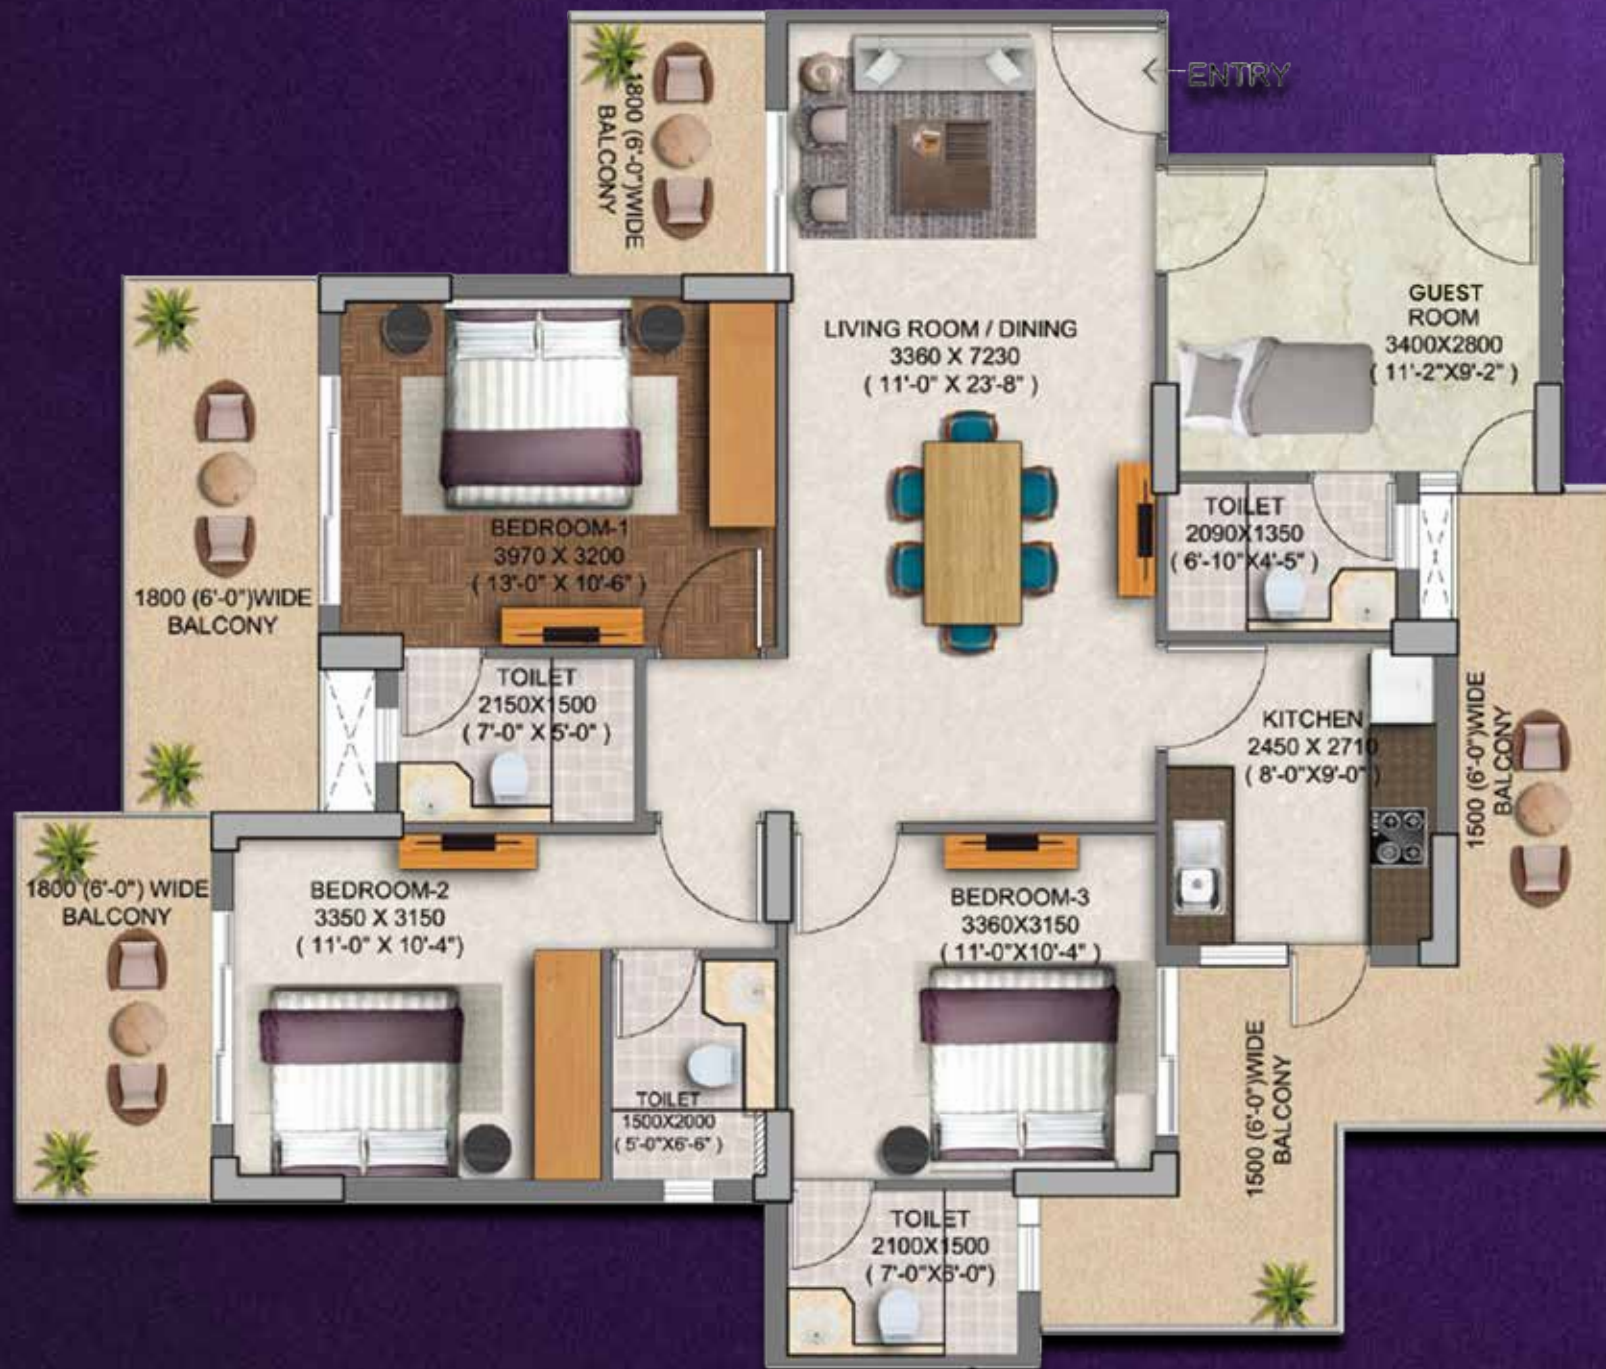 ENTRY
1800 (6'-0")WIDE
BALCONY
LIVING ROOM / DINING
3360 X 7230
( 11'-0" X 23'-8" )
GUEST
ROOM
3400X2800
( 11'-2"X9'-2" )
BEDROOM-1
3970 X 3200
( 13'-0" X 10'-6" )
TOILET
2090X1350
( 6'-10"X4'-5" )
1800 (6'-0")WIDE
BALCONY
TOILET
2150X1500
( 7'-0" X 5'-0" )
KITCHEN
2450 X 2710
( 8'-0"X9'-0" )
1500 (6'-0")WIDE
BALCONY
1800 (6'-0") WIDE
BALCONY
BEDROOM-2
3350 X 3150
( 11'-0" X 10'-4")
BEDROOM-3
3360X3150
( 11'-0"X10'-4" )
TOILET
1500X2000
( 5'-0"X6'-6" )
1500 (6'-0")WIDE
BALCONY
TOILET
2100X1500